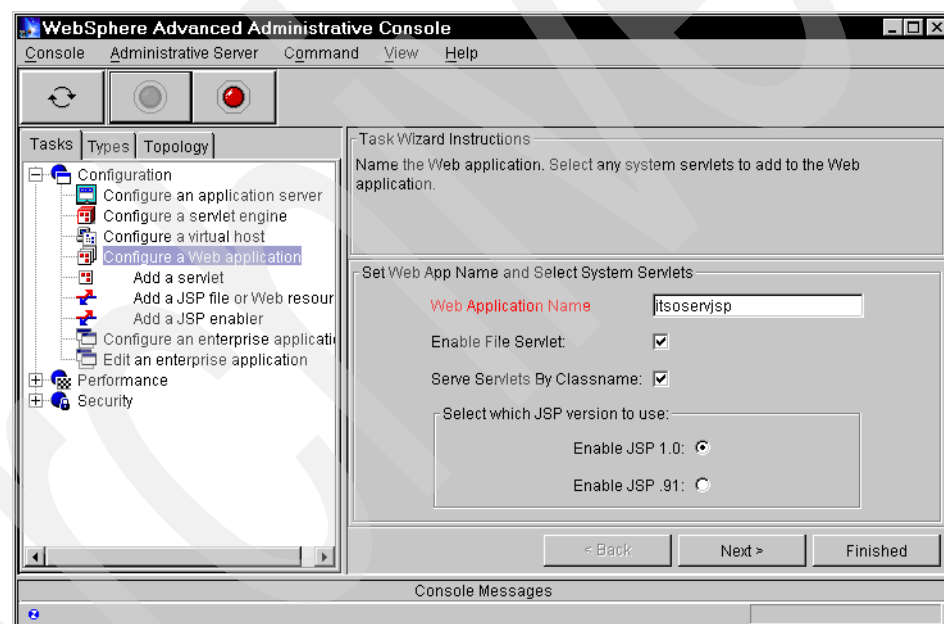 WebSphere Advanced Administrative Console
Console Administrative Server Command View Help
Tasks Types Topology
Configuration
Configure an application server
Configure a servlet engine
Configure a virtual host
Configure a Web application
Add a servlet
Add a JSP file or Web resour
Add a JSP enabler
Configure an enterprise applicati
Edit an enterprise application
Performance
Security
Task Wizard Instructions
Name the Web application. Select any system servlets to add to the Web
application.
Set Web App Name and Select System Servlets
Web Application Name itsoservjsp
Enable File Servlet:
Serve Servlets By Classname:
Select which JSP version to use:
Enable JSP 1.0:
Enable JSP .91:
< Back Next > Finished
Console Messages